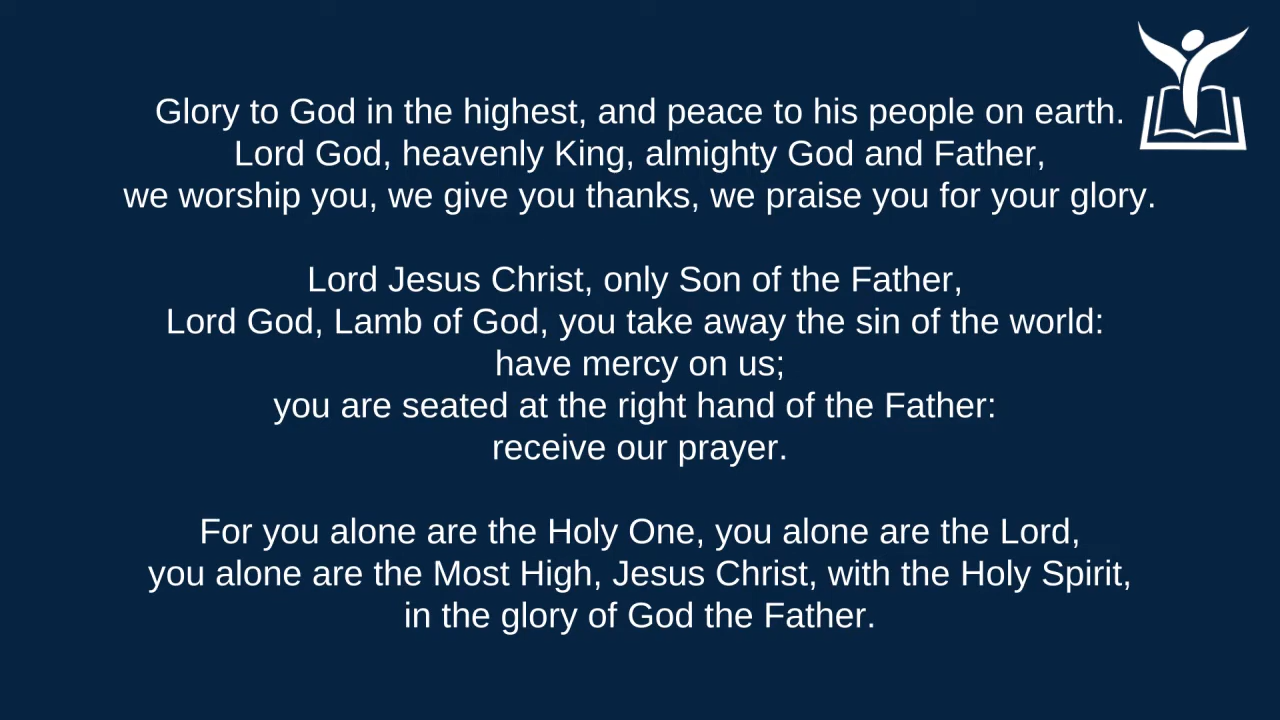 Glory to God in the highest, and peace to his people on earth.
Lord God, heavenly King, almighty God and Father,
we worship you, we give you thanks, we praise you for your glory.
Lord Jesus Christ, only Son of the Father,
Lord God, Lamb of God, you take away the sin of the world:
have mercy on us;
you are seated at the right hand of the Father:
receive our prayer.
For you alone are the Holy One, you alone are the Lord,
you alone are the Most High, Jesus Christ, with the Holy Spirit,
in the glory of God the Father.